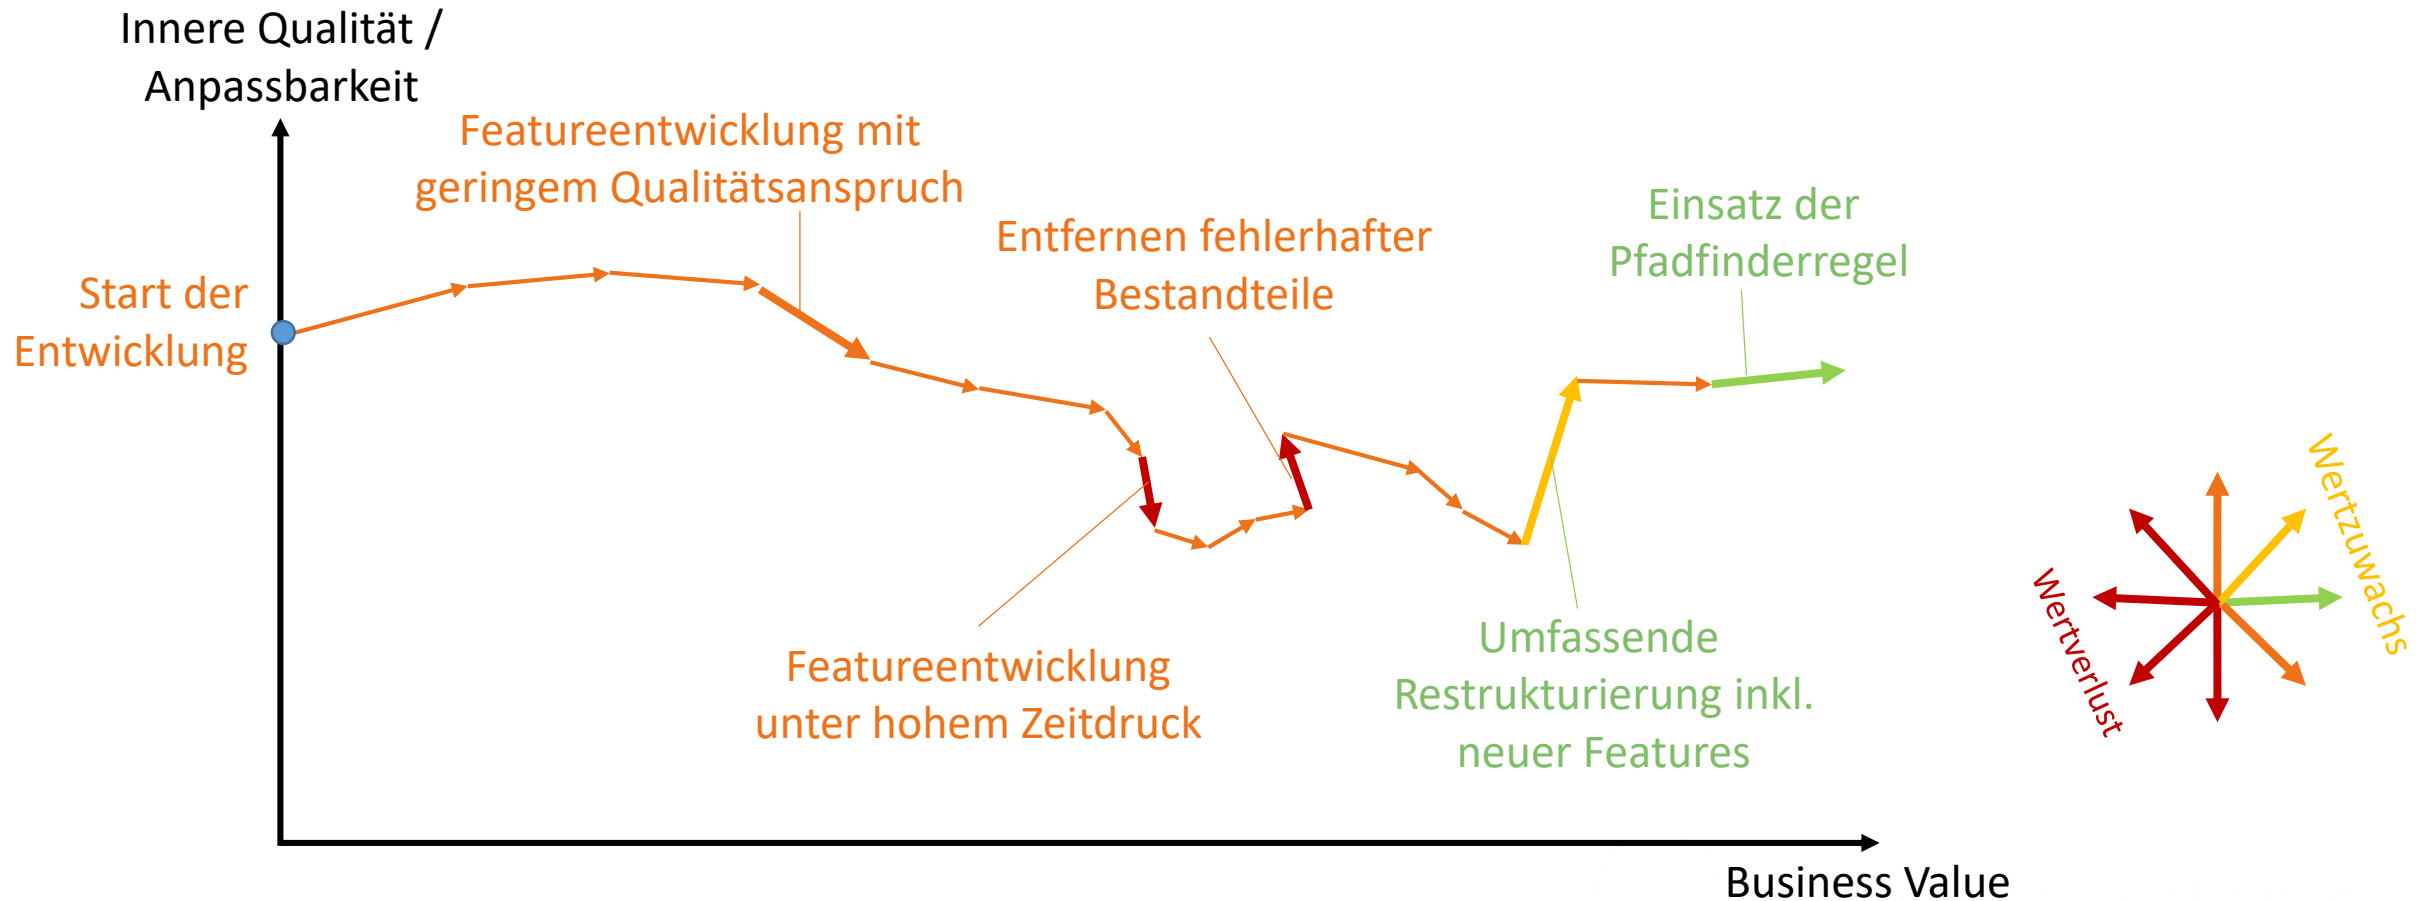 Innere Qualität /
Anpassbarkeit
Featureentwicklung mit
geringem Qualitätsanspruch
Start der
Entwicklung
Entfernen fehlerhafter
Bestandteile
Einsatz der
Pfadfinderregel
Featureentwicklung
unter hohem Zeitdruck
Umfassende
Restrukturierung inkl.
neuer Features
Wertzuwachs
Wertverlust
Business Value